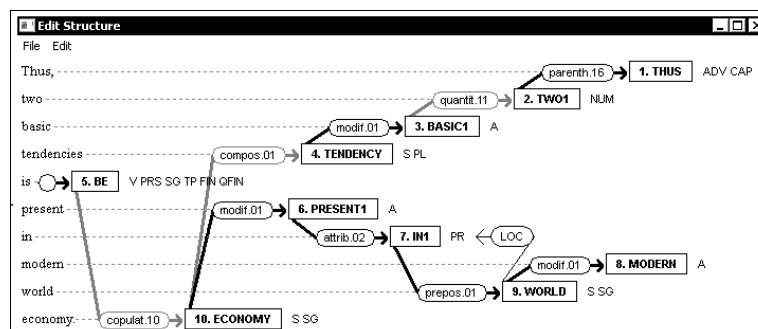 Edit Structure
File Edit
Thus, parenth.16 1. THUS ADV CAP
two quantit.11 2. TWO1 NUM
basic modif.01 3. BASIC1 A
tendencies compos.01 4. TENDENCY S PL
is 5. BE V PRS SG TP FIN QFIN
present modif.01 6. PRESENT1 A
in attrib.02 7. IN1 PR LOC
modern modif.01 8. MODERN A
world prepos.01 9. WORLD S SG
economy. copulat.10 10. ECONOMY S SG